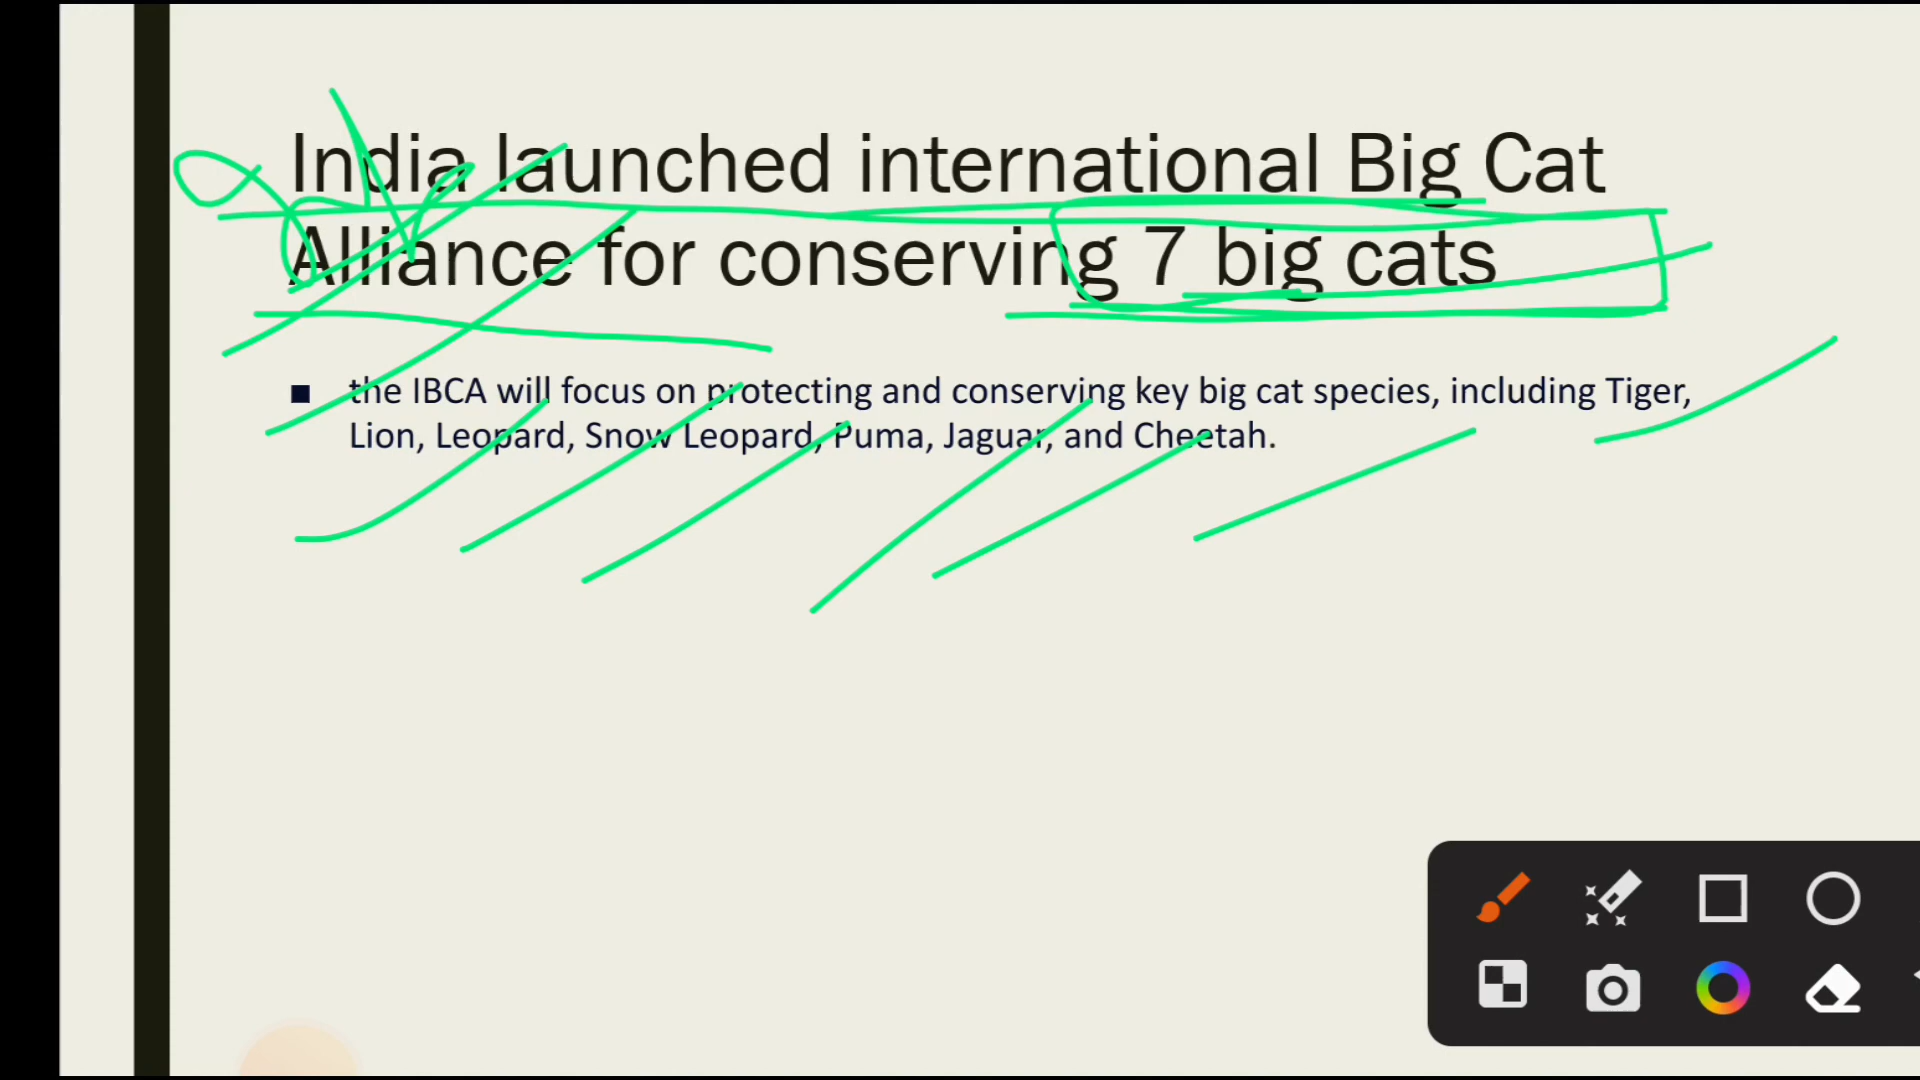 India launched international Big Cat
Alliance for conserving 7 big cats
the IBCA will focus on protecting and conserving key big cat species, including Tiger,
Lion, Leopard, Snow Leopard, Puma, Jaguar, and Cheetah.